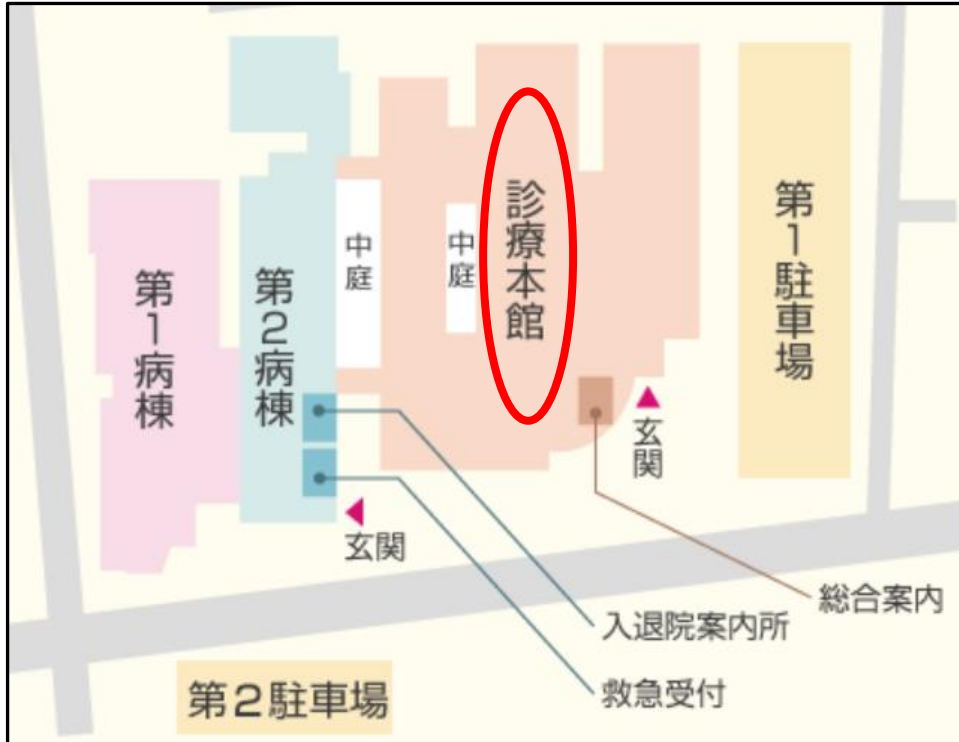 第1病棟
第2病棟
中庭
中庭
診療本館
第1駐車場
玄関
玄関
総合案内
入退院案内所
救急受付
第2駐車場